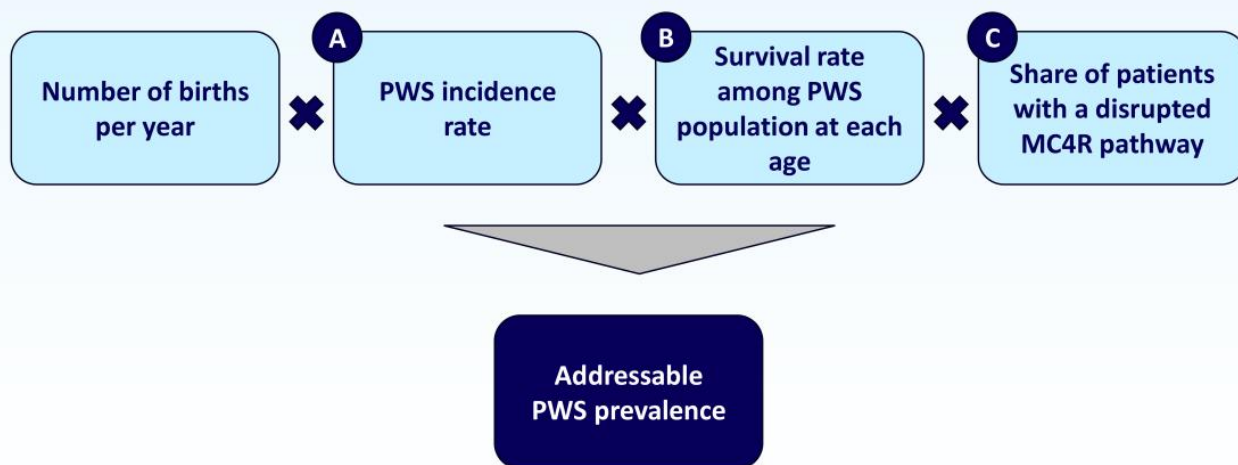 A
B
C
Number of births
per year
PWS incidence
rate
Survival rate
among PWS
population at each
age
Share of patients
with a disrupted
MC4R pathway
Addressable
PWS prevalence